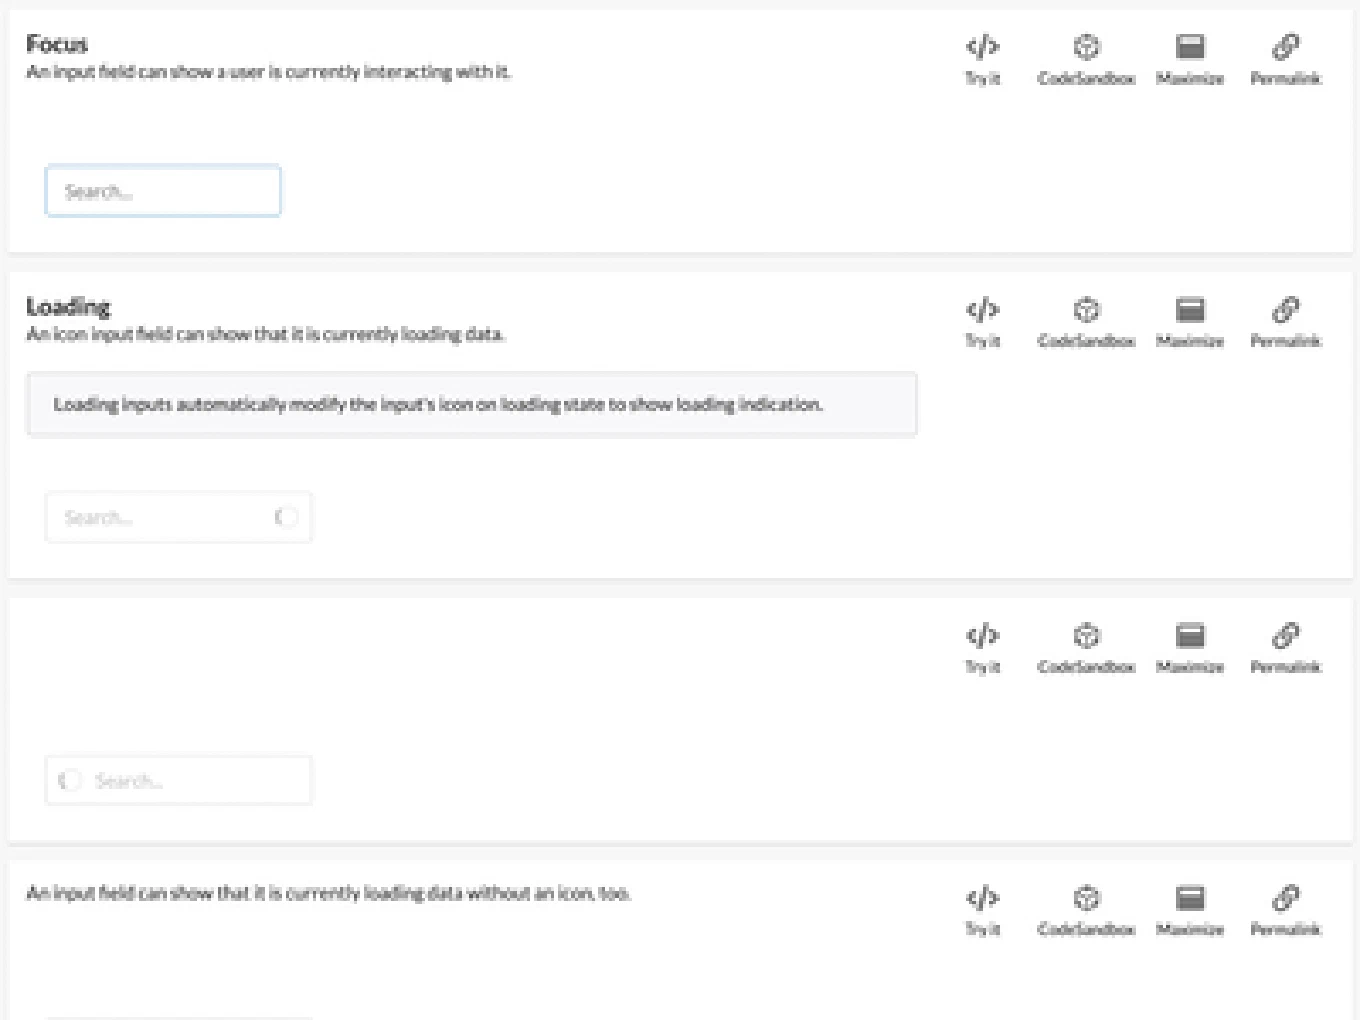 Focus
An input field can show a user is currently interacting with it.
Try it
CodeSandbox
Maximize
Permalink
Search...
Loading
An icon input field can show that it is currently loading data.
Try it
CodeSandbox
Maximize
Permalink
Loading inputs automatically modify the input's icon on loading state to show loading indication.
Search...
Try it
CodeSandbox
Maximize
Permalink
Search...
An input field can show that it is currently loading data without an icon, too.
Try it
CodeSandbox
Maximize
Permalink